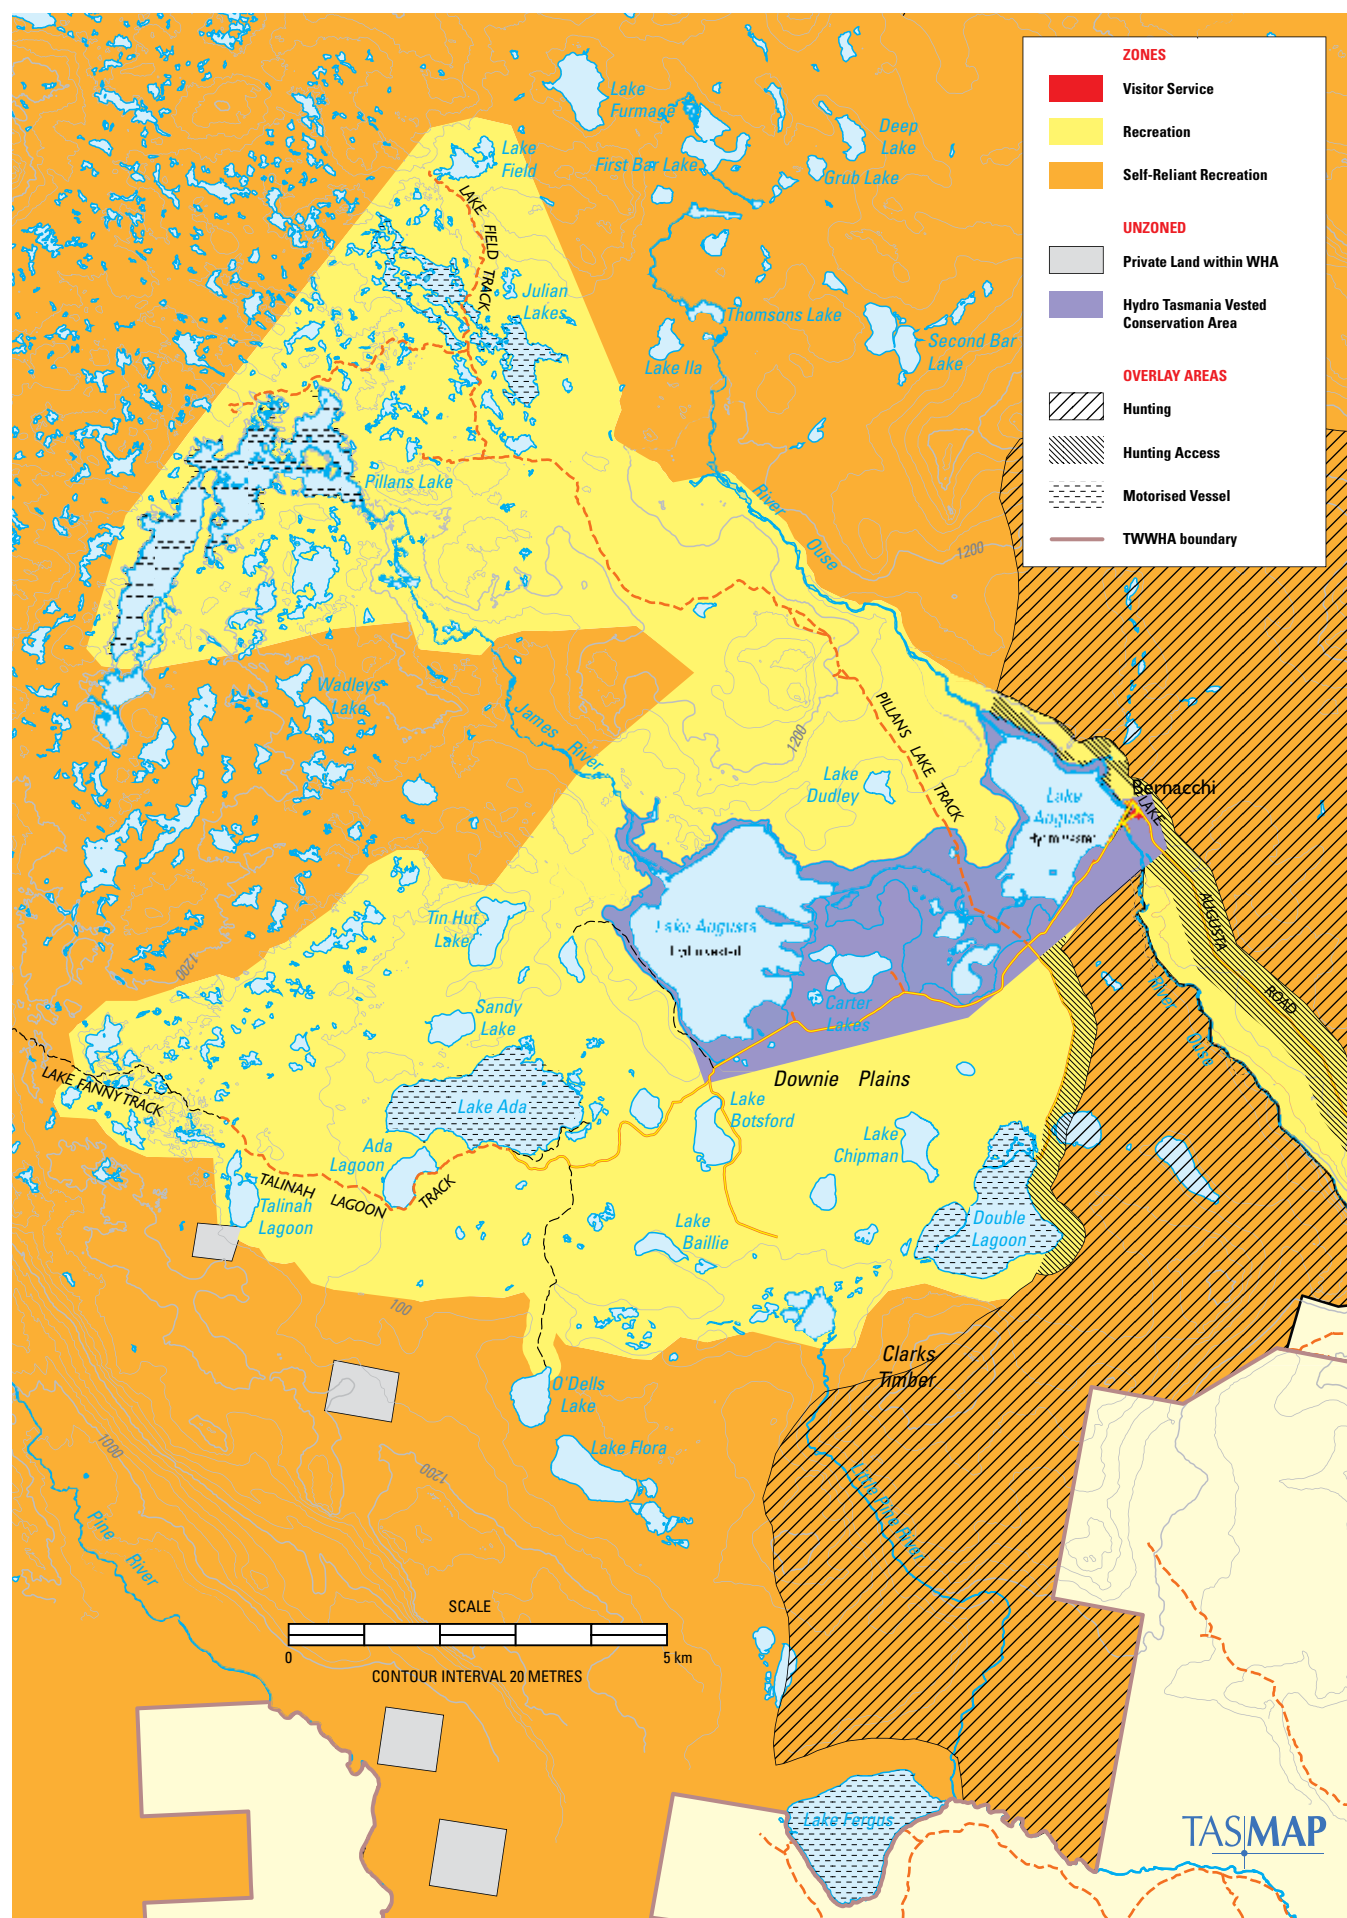 ZONES
Visitor Service
Recreation
Self-Reliant Recreation
UNZONED
Private Land within WHA
Hydro Tasmania Vested
Conservation Area
OVERLAY AREAS
Hunting
Hunting Access
Motorised Vessel
TWWHA boundary
Lake
Furmage
Deep
Lake
First Bar Lake
Grub Lake
Lake
Field
LAKE FIELD TRACK
Julian
Lakes
Thomsons Lake
Second Bar
Lake
Lake Ila
Pillans Lake
River
Ouse
1200
Wadleys
Lake
James River
1200
PILLANS LAKE TRACK
Lake
Dudley
Lake
Augusta
Bernacchi
LAKE
AUGUSTA
ROAD
Tin Hut
Lake
Lake Augusta
1200
Sandy
Lake
Carter
Lakes
River
Ouse
LAKE FANNY TRACK
Downie Plains
Lake Ada
Lake
Botsford
Ada
Lagoon
Lake
Chipman
TALINAH LAGOON TRACK
Talinah
Lagoon
Lake
Baillie
Double
Lagoon
100
Clarks
Timber
O'Dells
Lake
Lake Flora
1000
1200
Little Pine River
Pine River
SCALE
0
5 km
CONTOUR INTERVAL 20 METRES
Lake Fergus
TASMAP